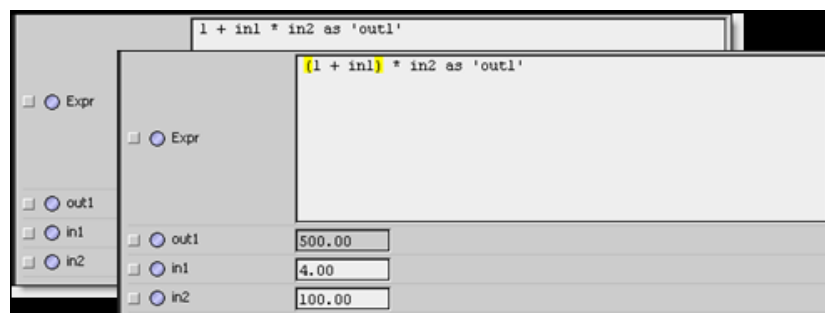 1 + in1 * in2 as 'out1'
Expr
out1
in1
in2
(1 + in1) * in2 as 'out1'
Expr
out1 500.00
in1 4.00
in2 100.00